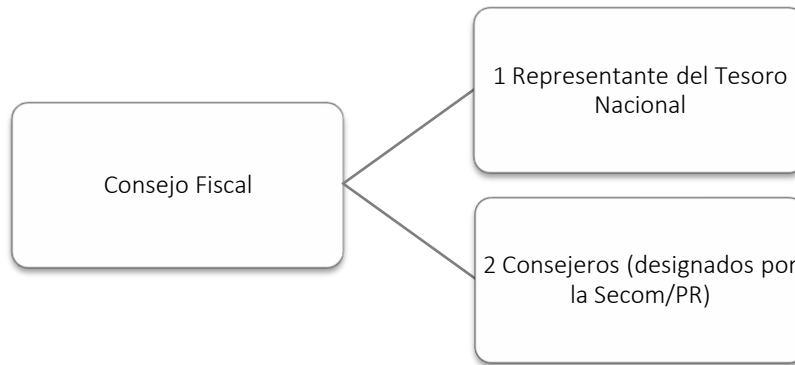 1 Representante del Tesoro
Nacional
Consejo Fiscal
2 Consejeros (designados por
la Secom/PR)